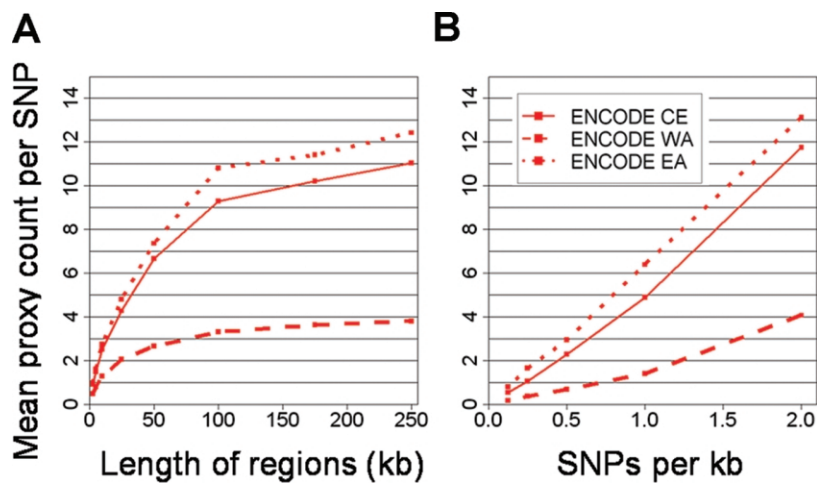 A
B
Mean proxy count per SNP
14
12
10
8
6
4
2
0
0 50 100 150 200 250
Length of regions (kb)
14
12
10
8
6
4
2
0
ENCODE CE
ENCODE WA
ENCODE EA
0.0 0.5 1.0 1.5 2.0
SNPs per kb